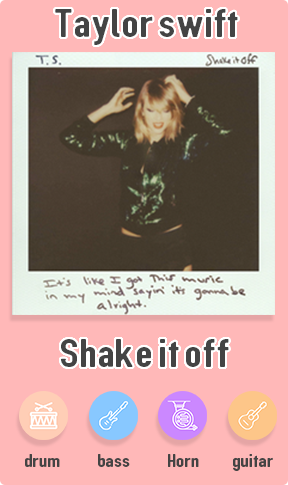 Taylor swift
T.S. Shake it off
It's like I got This music
in my mind sayin' it's gonna be
alright.
Shake it off
drum bass Horn guitar